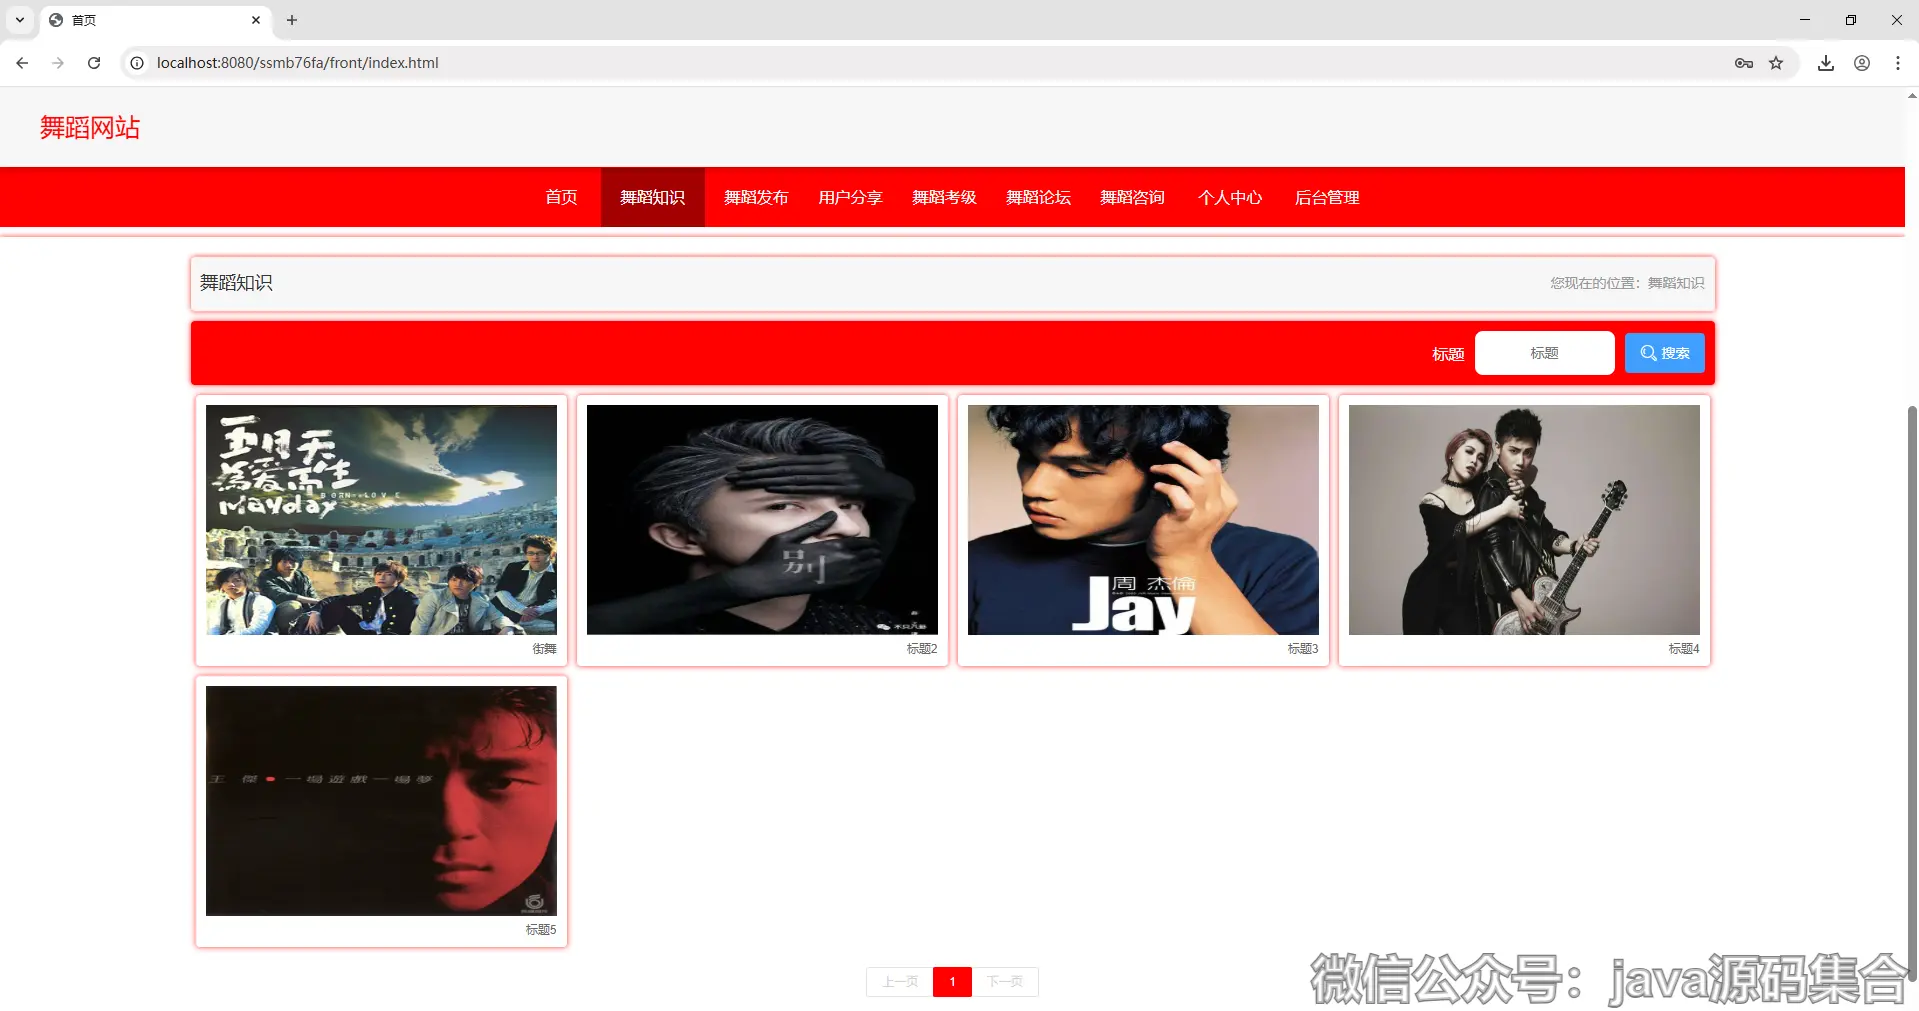 首页
localhost:8080/ssmb76fa/front/index.html
舞蹈网站
首页 舞蹈知识 舞蹈发布 用户分享 舞蹈考级 舞蹈论坛 舞蹈咨询 个人中心 后台管理
舞蹈知识
您现在的位置：舞蹈知识
标题 标题 搜索
五月天
為愛而生
BORN TO LOVE
Mayday
别
周杰倫
Jay
街舞
标题2
标题3
标题4
王傑 • 一場遊戲一場夢
标题5
上一页 1 下一页
微信公众号：java源码集合